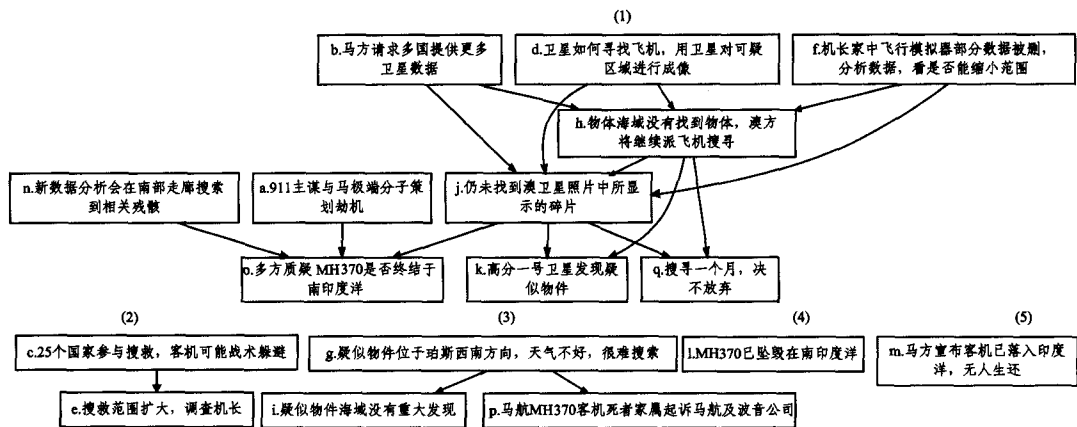 (1)
b.马方请求多国提供更多
卫星数据
d.卫星如何寻找飞机，用卫星对可疑
区域进行成像
f.机长家中飞行模拟器部分数据被删，
分析数据，看是否能缩小范围
h.物体海域没有找到物体，澳方
将继续派飞机搜寻
n.新数据分析会在南部走廊搜索
到相关残骸
a.911主谋与马极端分子策
划劫机
j.仍未找到澳卫星照片中所显
示的碎片
o.多方质疑 MH370是否终结于
南印度洋
k.高分一号卫星发现疑
似物件
q.搜寻一个月，决
不放弃
(2)
(3)
(4)
(5)
c.25个国家参与搜救，客机可能战术躲避
g.疑似物件位于珀斯西南方向，天气不好，很难搜索
l.MH370已坠毁在南印度洋
m.马方宣布客机已落入印度
洋，无人生还
e.搜救范围扩大，调查机长
i.疑似物件海域没有重大发现
p.马航MH370客机死者家属起诉马航及波音公司